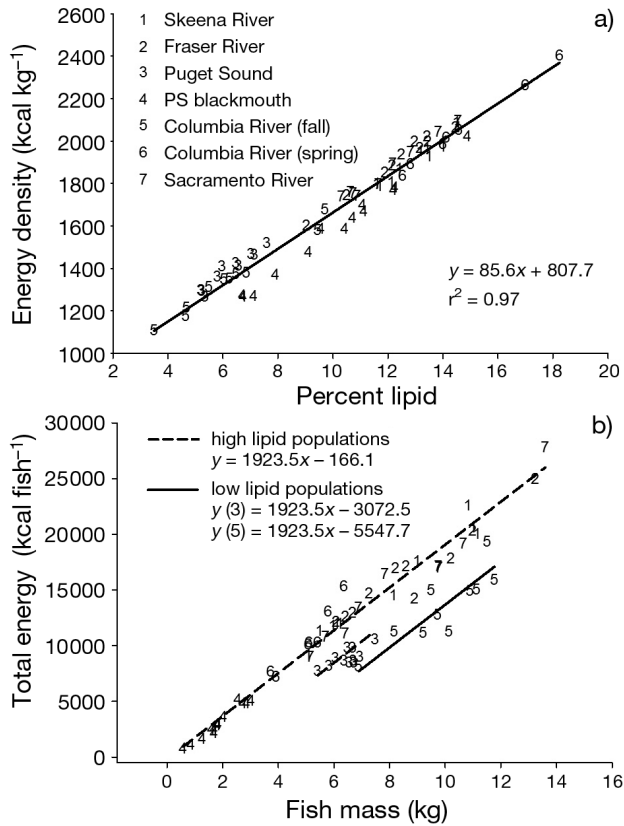 a)
2600
2400
2200
2000
1800
1600
1400
1200
1000
Energy density (kcal kg⁻¹)
1 Skeena River
2 Fraser River
3 Puget Sound
4 PS blackmouth
5 Columbia River (fall)
6 Columbia River (spring)
7 Sacramento River
y = 85.6x + 807.7
r² = 0.97
2 4 6 8 10 12 14 16 18 20
Percent lipid
b)
30000
25000
20000
15000
10000
5000
0
Total energy (kcal fish⁻¹)
high lipid populations
y = 1923.5x – 166.1
low lipid populations
y (3) = 1923.5x – 3072.5
y (5) = 1923.5x – 5547.7
0 2 4 6 8 10 12 14 16
Fish mass (kg)